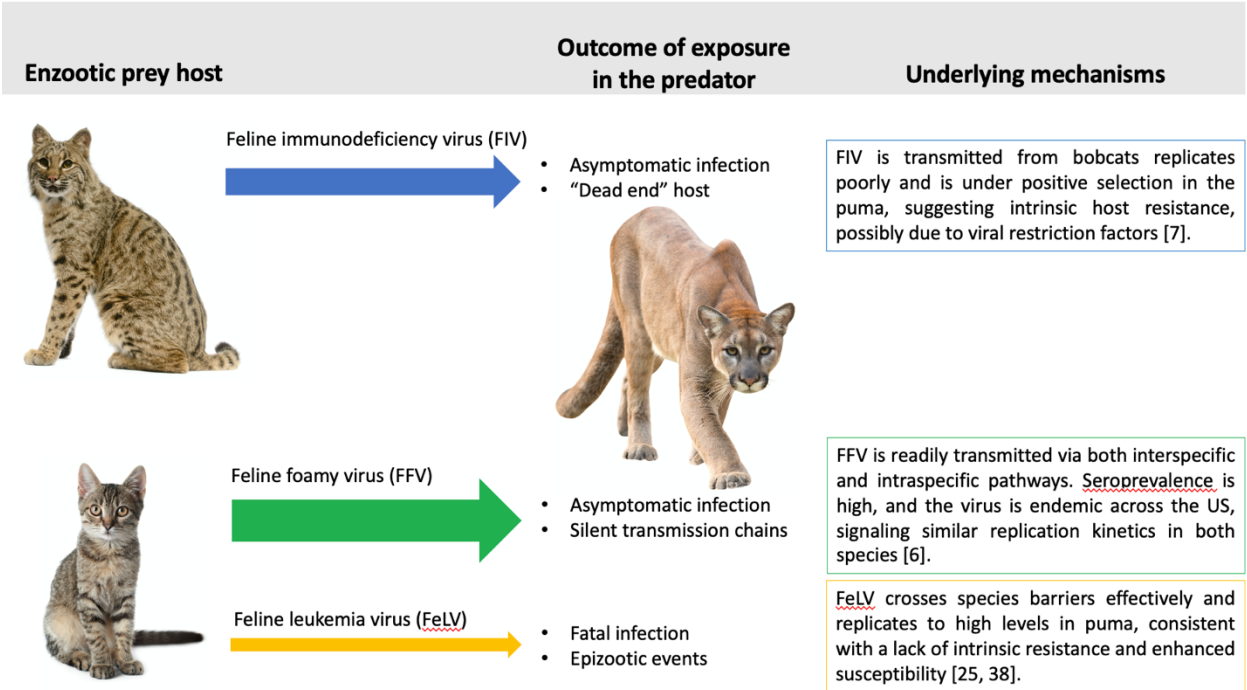 Enzootic prey host
Outcome of exposure
in the predator
Underlying mechanisms
Feline immunodeficiency virus (FIV)
• Asymptomatic infection
• “Dead end” host
FIV is transmitted from bobcats replicates
poorly and is under positive selection in the
puma, suggesting intrinsic host resistance,
possibly due to viral restriction factors [7].
Feline foamy virus (FFV)
• Asymptomatic infection
• Silent transmission chains
FFV is readily transmitted via both interspecific
and intraspecific pathways. Seroprevalence is
high, and the virus is endemic across the US,
signaling similar replication kinetics in both
species [6].
Feline leukemia virus (FeLV)
• Fatal infection
• Epizootic events
FeLV crosses species barriers effectively and
replicates to high levels in puma, consistent
with a lack of intrinsic resistance and enhanced
susceptibility [25, 38].